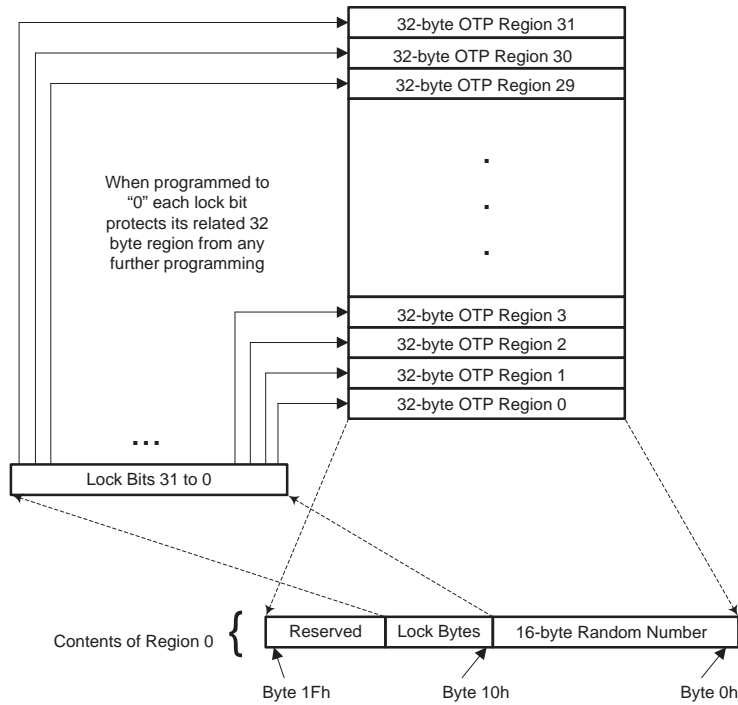 32-byte OTP Region 31
32-byte OTP Region 30
32-byte OTP Region 29
.
.
.
When programmed to
“0” each lock bit
protects its related 32
byte region from any
further programming
32-byte OTP Region 3
32-byte OTP Region 2
32-byte OTP Region 1
32-byte OTP Region 0
...
Lock Bits 31 to 0
Contents of Region 0 {
Reserved
Lock Bytes
16-byte Random Number
Byte 1Fh
Byte 10h
Byte 0h